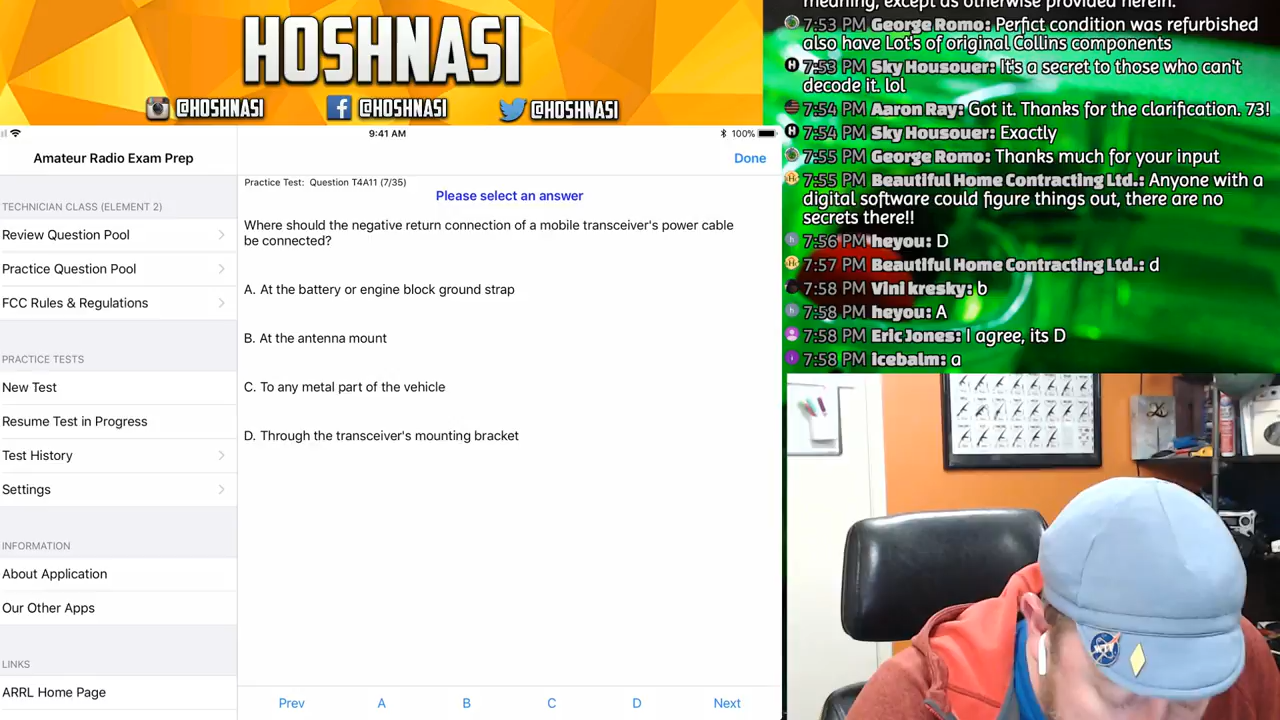 HOSHNASI
@HOSHNASI
@HOSHNASI
@HOSHNASI
9:41 AM
100%
Amateur Radio Exam Prep
Done
TECHNICIAN CLASS (ELEMENT 2)
Review Question Pool
Practice Question Pool
FCC Rules & Regulations
PRACTICE TESTS
New Test
Resume Test in Progress
Test History
Settings
INFORMATION
About Application
Our Other Apps
LINKS
ARRL Home Page
Practice Test: Question T4A11 (7/35)
Please select an answer
Where should the negative return connection of a mobile transceiver's power cable
be connected?
A. At the battery or engine block ground strap
B. At the antenna mount
C. To any metal part of the vehicle
D. Through the transceiver's mounting bracket
Prev
A
B
C
D
Next
meaning, except as otherwise provided herein.
7:53 PM George Romo: Perfict condition was refurbished
also have Lot's of original Collins components
7:53 PM Sky Housouer: It's a secret to those who can't
decode it. lol
7:54 PM Aaron Ray: Got it. Thanks for the clarification. 73!
7:54 PM Sky Housouer: Exactly
7:55 PM George Romo: Thanks much for your input
7:55 PM Beautiful Home Contracting Ltd.: Anyone with a
digital software could figure things out, there are no
secrets there!!
7:56 PM heyou: D
7:57 PM Beautiful Home Contracting Ltd.: d
7:58 PM Vini kresky: b
7:58 PM heyou: A
7:58 PM Eric Jones: I agree, its D
7:58 PM icebalm: a